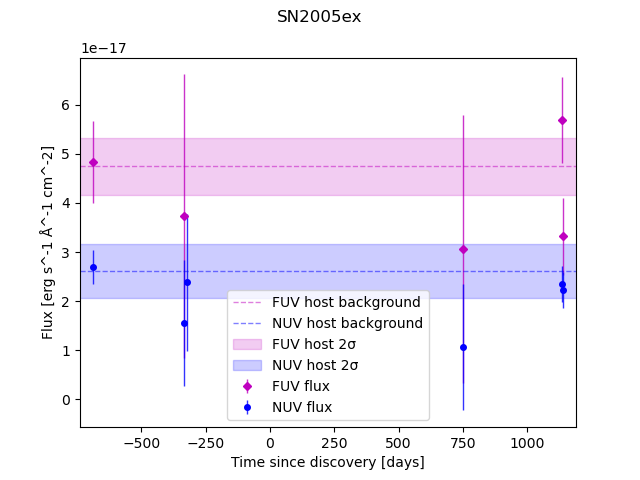 SN2005ex
1e−17
Flux [erg s^-1 Å^-1 cm^-2]
6
5
4
3
2
1
0
FUV host background
NUV host background
FUV host 2σ
NUV host 2σ
FUV flux
NUV flux
−500 −250 0 250 500 750 1000
Time since discovery [days]